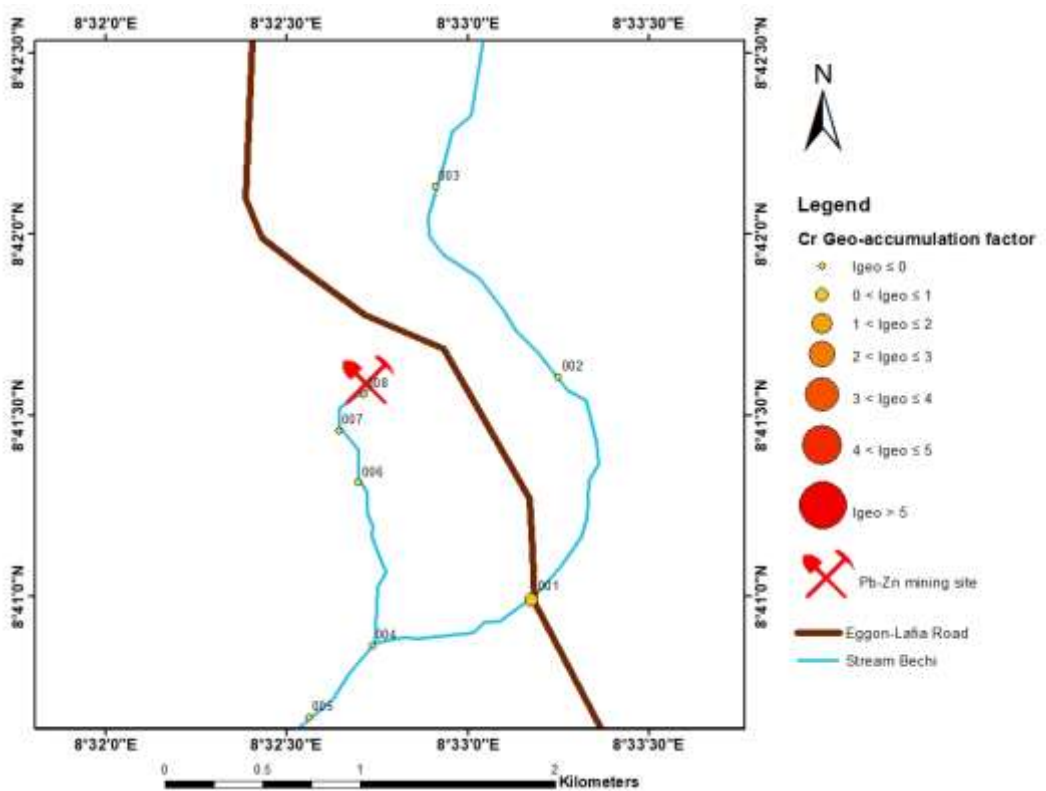 8°32'0"E 8°32'30"E 8°33'0"E 8°33'30"E
8°42'30"N 8°42'30"N
N
003
Legend
Cr Geo-accumulation factor
8°42'0"N 8°42'0"N
Igeo ≤ 0
0 < Igeo ≤ 1
1 < Igeo ≤ 2
2 < Igeo ≤ 3
002
008
3 < Igeo ≤ 4
8°41'30"N 8°41'30"N
007
4 < Igeo ≤ 5
006
Igeo > 5
001
Pb-Zn mining site
8°41'0"N 8°41'0"N
004
Eggon-Lafia Road
Stream Bechi
005
8°32'0"E 8°32'30"E 8°33'0"E 8°33'30"E
0 0.5 1 2
Kilometers